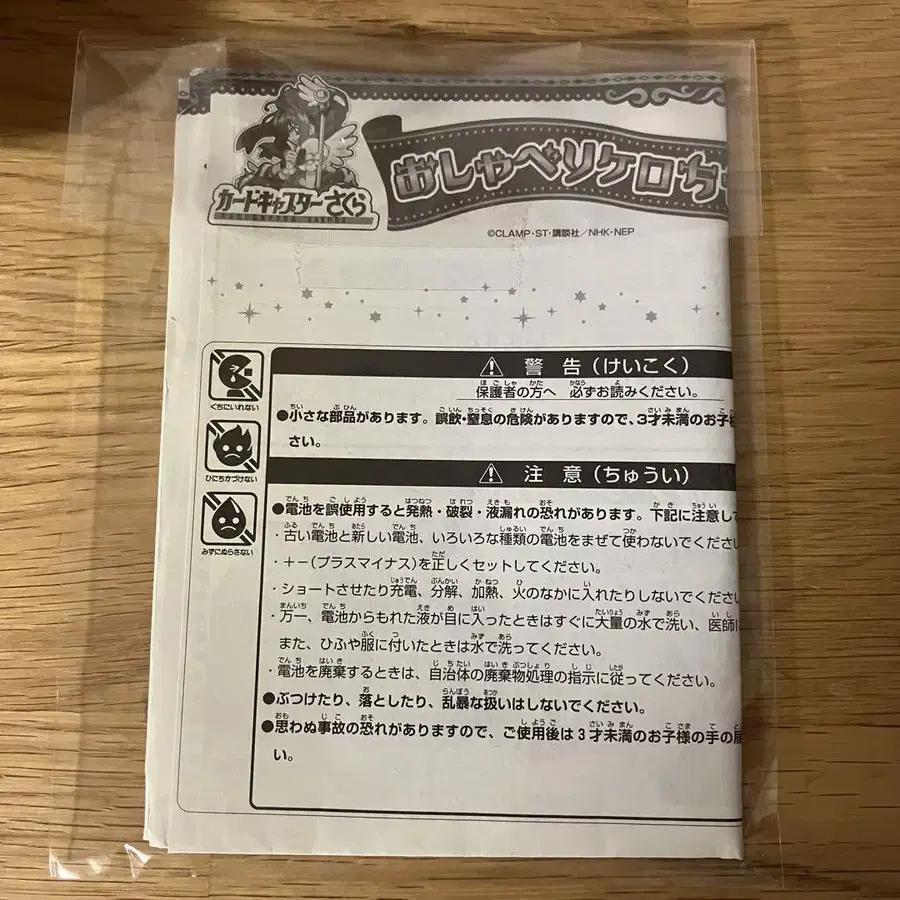 カードキャプターさくら
おしゃべりケロち
©CLAMP・ST・講談社／NHK・NEP
警告(けいこく)
保護者の方へ 必ずお読みください。
くちにいれない
●小さな部品があります。誤飲・窒息の危険がありますので、3才未満のお子様
さい。
ひにちかづけない
注意(ちゅうい)
●電池を誤使用すると発熱・破裂・液漏れの恐れがあります。下記に注意して
みずにぬらさない
・古い電池と新しい電池、いろいろな種類の電池をまぜて使わないでください
・＋－(プラスマイナス)を正しくセットしてください。
・ショートさせたり充電、分解、加熱、火のなかに入れたりしないでください
・万一、電池からもれた液が目に入ったときはすぐに大量の水で洗い、医師に
また、ひふや服に付いたときは水で洗ってください。
・電池を廃棄するときは、自治体の廃棄物処理の指示に従ってください。
●ぶつけたり、落としたり、乱暴な扱いはしないでください。
●思わぬ事故の恐れがありますので、ご使用後は3才未満のお子様の手の届
い。